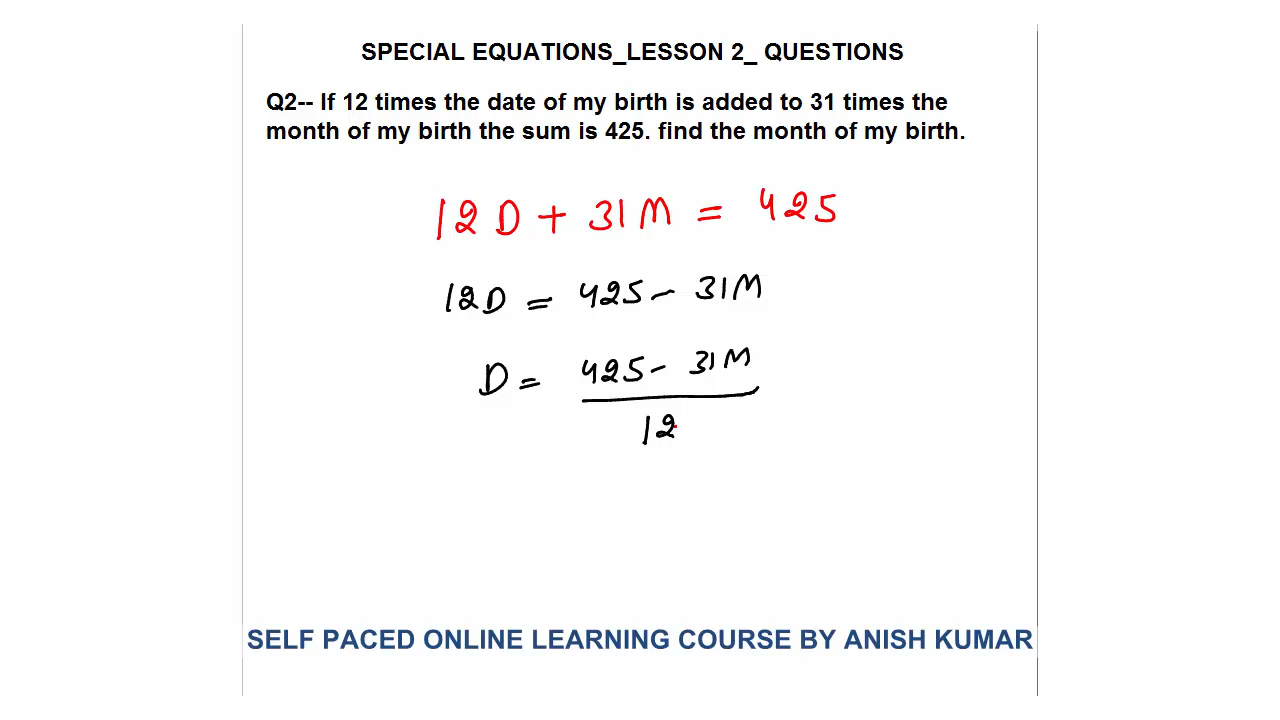 SPECIAL EQUATIONS_LESSON 2_ QUESTIONS
Q2-- If 12 times the date of my birth is added to 31 times the
month of my birth the sum is 425. find the month of my birth.
12D + 31M = 425
12D = 425 - 31M
D = 425 - 31M
12
SELF PACED ONLINE LEARNING COURSE BY ANISH KUMAR